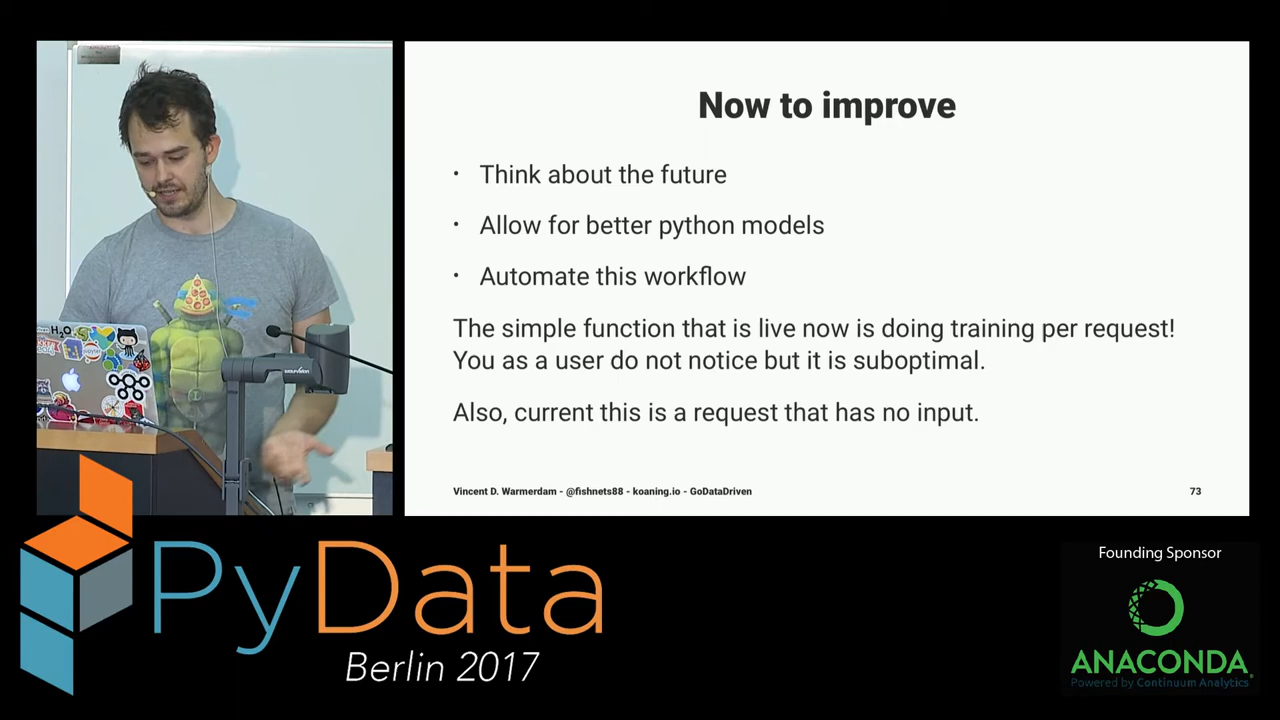 Now to improve
• Think about the future
• Allow for better python models
• Automate this workflow
The simple function that is live now is doing training per request!
You as a user do not notice but it is suboptimal.
Also, current this is a request that has no input.
Vincent D. Warmerdam - @fishnets88 - koaning.io - GoDataDriven
73
H₂O
jupyter
PyData
Berlin 2017
Founding Sponsor
ANACONDA
Powered by Continuum Analytics